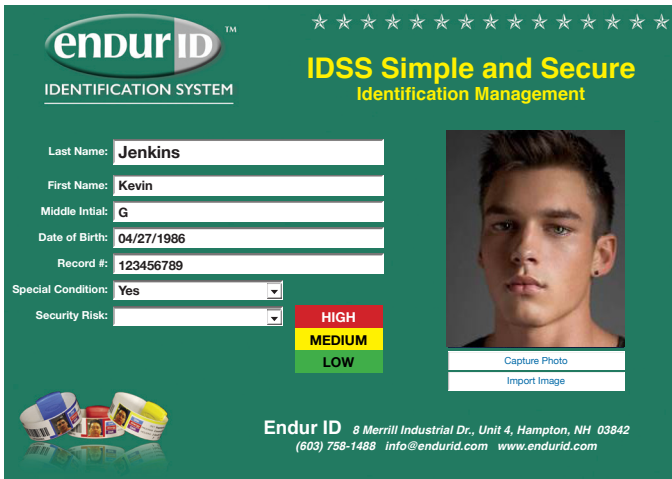 endur ID™
IDENTIFICATION SYSTEM
IDSS Simple and Secure
Identification Management
Last Name: Jenkins
First Name: Kevin
Middle Intial: G
Date of Birth: 04/27/1986
Record #: 123456789
Special Condition: Yes
Security Risk:
HIGH
MEDIUM
LOW
Capture Photo
Import Image
Endur ID 8 Merrill Industrial Dr., Unit 4, Hampton, NH 03842
(603) 758-1488 info@endurid.com www.endurid.com